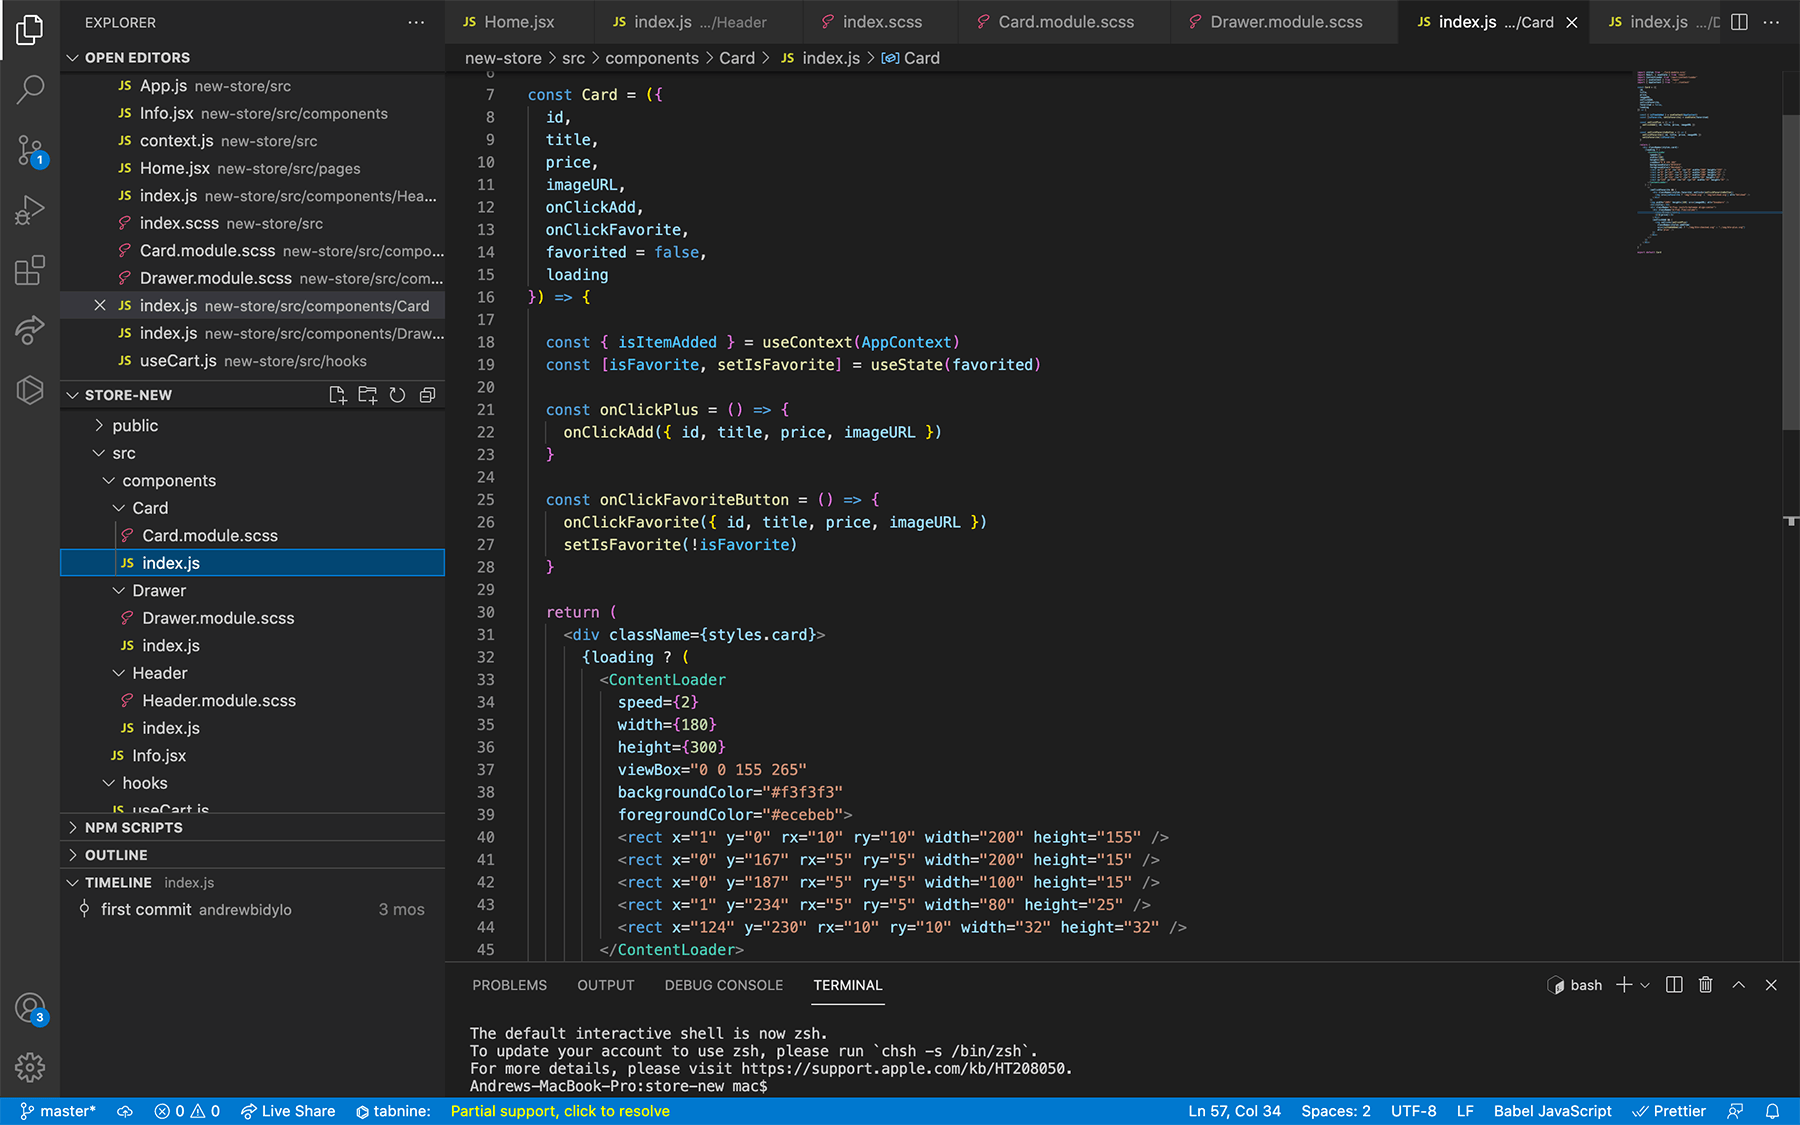 EXPLORER
OPEN EDITORS
JS App.js new-store/src
JS Info.jsx new-store/src/components
JS context.js new-store/src
JS Home.jsx new-store/src/pages
JS index.js new-store/src/components/Hea...
index.scss new-store/src
Card.module.scss new-store/src/compo...
Drawer.module.scss new-store/src/com...
JS index.js new-store/src/components/Card
JS index.js new-store/src/components/Draw...
JS useCart.js new-store/src/hooks
STORE-NEW
public
src
components
Card
Card.module.scss
JS index.js
Drawer
Drawer.module.scss
JS index.js
Header
Header.module.scss
JS index.js
JS Info.jsx
hooks
JS useCart.js
NPM SCRIPTS
OUTLINE
TIMELINE index.js
first commit andrewbidylo 3 mos
1
3
JS Home.jsx JS index.js .../Header index.scss Card.module.scss Drawer.module.scss JS index.js .../Card JS index.js .../D
new-store > src > components > Card > JS index.js > Card
6
7 const Card = ({
8 id,
9 title,
10 price,
11 imageURL,
12 onClickAdd,
13 onClickFavorite,
14 favorited = false,
15 loading
16 }) => {
17
18 const { isItemAdded } = useContext(AppContext)
19 const [isFavorite, setIsFavorite] = useState(favorited)
20
21 const onClickPlus = () => {
22 onClickAdd({ id, title, price, imageURL })
23 }
24
25 const onClickFavoriteButton = () => {
26 onClickFavorite({ id, title, price, imageURL })
27 setIsFavorite(!isFavorite)
28 }
29
30 return (
31 <div className={styles.card}>
32 {loading ? (
33 <ContentLoader
34 speed={2}
35 width={180}
36 height={300}
37 viewBox="0 0 155 265"
38 backgroundColor="#f3f3f3"
39 foregroundColor="#ecebeb">
40 <rect x="1" y="0" rx="10" ry="10" width="200" height="155" />
41 <rect x="0" y="167" rx="5" ry="5" width="200" height="15" />
42 <rect x="0" y="187" rx="5" ry="5" width="100" height="15" />
43 <rect x="1" y="234" rx="5" ry="5" width="80" height="25" />
44 <rect x="124" y="230" rx="10" ry="10" width="32" height="32" />
45 </ContentLoader>
PROBLEMS OUTPUT DEBUG CONSOLE TERMINAL bash
The default interactive shell is now zsh.
To update your account to use zsh, please run `chsh -s /bin/zsh`.
For more details, please visit https://support.apple.com/kb/HT208050.
Andrews-MacBook-Pro:store-new mac$
master* 0 0 Live Share tabnine: Partial support, click to resolve Ln 57, Col 34 Spaces: 2 UTF-8 LF Babel JavaScript Prettier